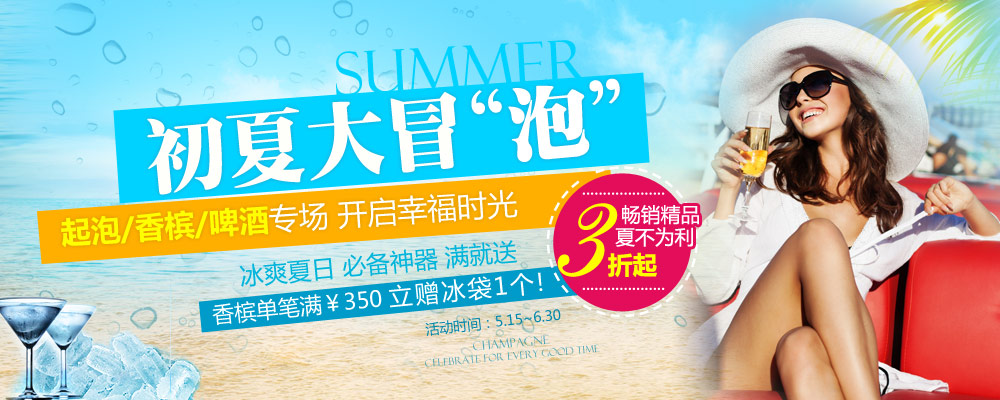 SUMMER
初夏大冒“泡”
起泡/香槟/啤酒专场 开启幸福时光
冰爽夏日 必备神器 满就送
香槟单笔满￥350 立赠冰袋1个!
活动时间：5.15~6.30
CHAMPAGNE
CELEBRATE FOR EVERY GOOD TIME
畅销精品
夏不为利
3折起